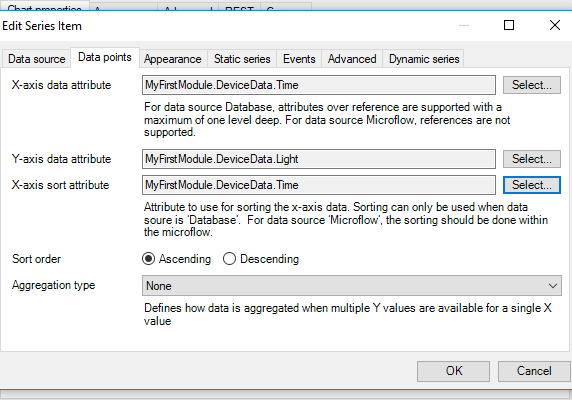 Chart properties
REST
Edit Series Item
Data source Data points Appearance Static series Events Advanced Dynamic series
X-axis data attribute MyFirstModule.DeviceData.Time Select...
For data source Database, attributes over reference are supported with a
maximum of one level deep. For data source Microflow, references are not
supported.
Y-axis data attribute MyFirstModule.DeviceData.Light Select...
X-axis sort attribute MyFirstModule.DeviceData.Time Select...
Attribute to use for sorting the x-axis data. Sorting can only be used when data
soure is 'Database'. For data source 'Microflow', the sorting should be done within
the microflow.
Sort order Ascending Descending
Aggregation type None
Defines how data is aggregated when multiple Y values are available for a single X
value
OK Cancel